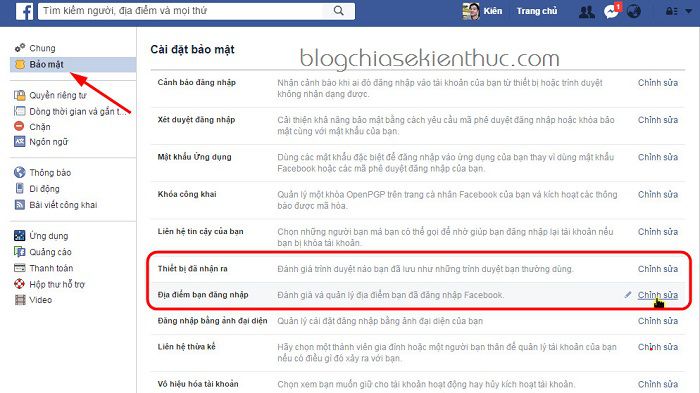 f
Tìm kiếm người, địa điểm và mọi thứ
Kiên
Trang chủ
1
Chung
Bảo mật
Quyền riêng tư
Dòng thời gian và gắn t...
Chặn
Ngôn ngữ
Thông báo
Di động
Bài viết công khai
Ứng dụng
Quảng cáo
Thanh toán
Hộp thư hỗ trợ
Video
Cài đặt bảo mật
blogchiasekienthuc.com
Cảnh báo đăng nhập
Nhận cảnh báo khi ai đó đăng nhập vào tài khoản của bạn từ thiết bị hoặc trình duyệt
không nhận dạng được.
Chỉnh sửa
Xét duyệt đăng nhập
Cải thiện khả năng bảo mật bằng cách yêu cầu mã phê duyệt đăng nhập hoặc khóa bảo
mật cùng với mật khẩu của bạn.
Chỉnh sửa
Mật khẩu Ứng dụng
Dùng các mật khẩu đặc biệt để đăng nhập vào ứng dụng của bạn thay vì dùng mật khẩu
Facebook hoặc các mã phê duyệt đăng nhập của bạn.
Chỉnh sửa
Khóa công khai
Quản lý một khóa OpenPGP trên trang cá nhân Facebook của bạn và kích hoạt các thông
báo được mã hóa.
Chỉnh sửa
Liên hệ tin cậy của bạn
Chọn những người bạn mà bạn có thể gọi để nhờ giúp bạn đăng nhập lại tài khoản nếu
bạn bị khóa tài khoản.
Chỉnh sửa
Thiết bị đã nhận ra
Đánh giá trình duyệt nào bạn đã lưu như những trình duyệt bạn thường dùng.
Chỉnh sửa
Địa điểm bạn đăng nhập
Đánh giá và quản lý địa điểm bạn đã đăng nhập Facebook.
Chỉnh sửa
Đăng nhập bằng ảnh đại diện
Quản lý cài đặt đăng nhập bằng ảnh đại diện của bạn
Chỉnh sửa
Liên hệ thừa kế
Hãy chọn một thành viên gia đình hoặc một người bạn thân để quản lý tài khoản của bạn
nếu có điều gì đó xảy ra với bạn.
Chỉnh sửa
Vô hiệu hóa tài khoản
Chọn xem bạn muốn giữ cho tài khoản hoạt động hay hủy kích hoạt tài khoản.
Chỉnh sửa